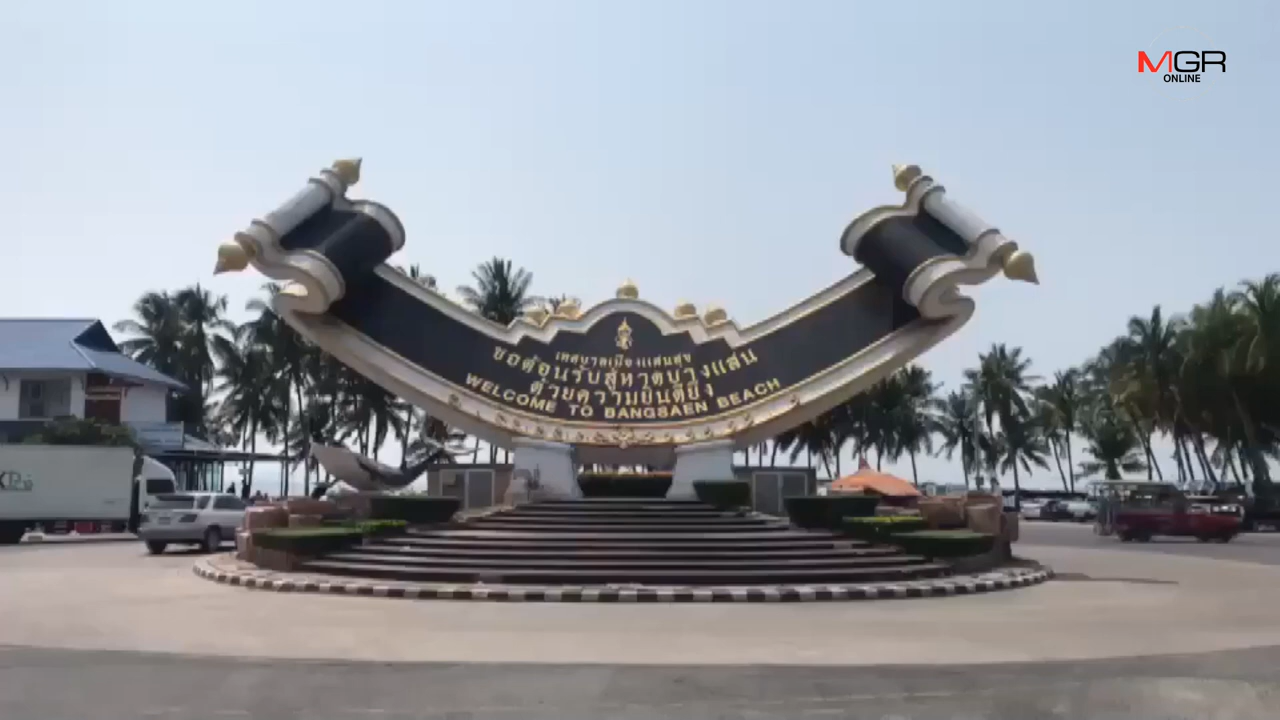 MGR
ONLINE
เทศบาลเมืองแสนสุข
ขอต้อนรับสู่หาดบางแสน
ด้วยความยินดียิ่ง
WELCOME TO BANGSAEN BEACH